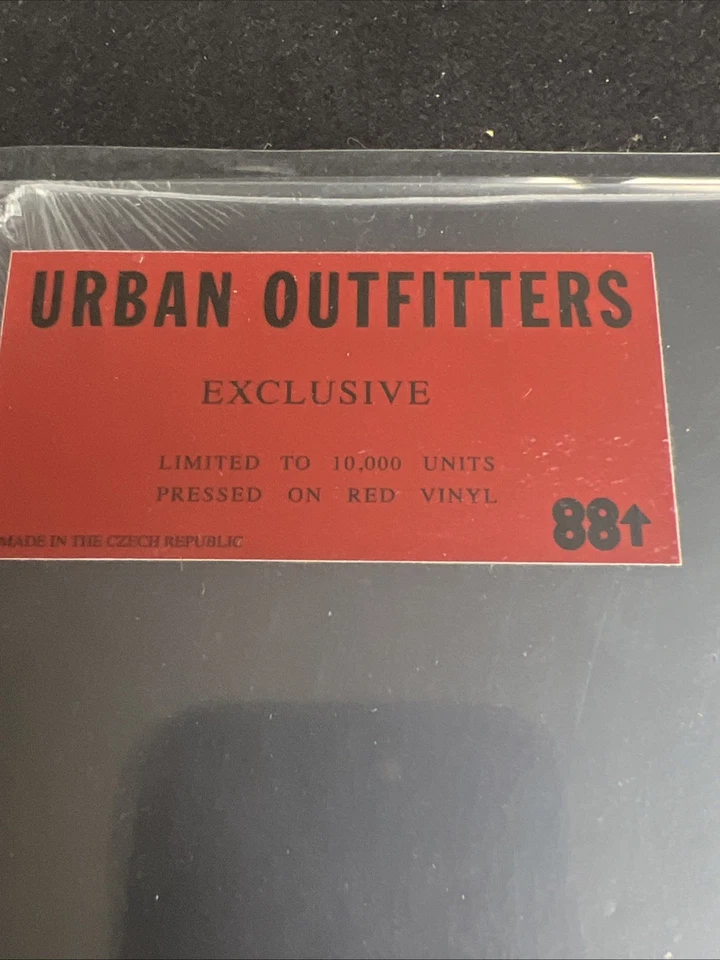 URBAN OUTFITTERS
EXCLUSIVE
LIMITED TO 10,000 UNITS
PRESSED ON RED VINYL
88↑
MADE IN THE CZECH REPUBLIC